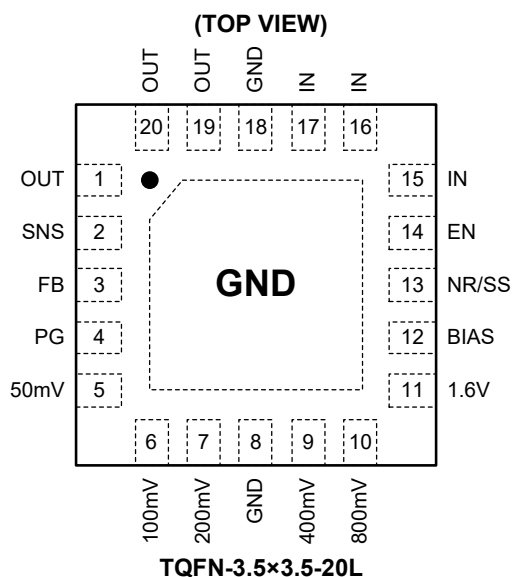 (TOP VIEW)
OUT OUT GND IN IN
20 19 18 17 16
OUT 1 15 IN
SNS 2 14 EN
FB 3 GND 13 NR/SS
PG 4 12 BIAS
50mV 5 11 1.6V
6 7 8 9 10
100mV 200mV GND 400mV 800mV
TQFN-3.5×3.5-20L